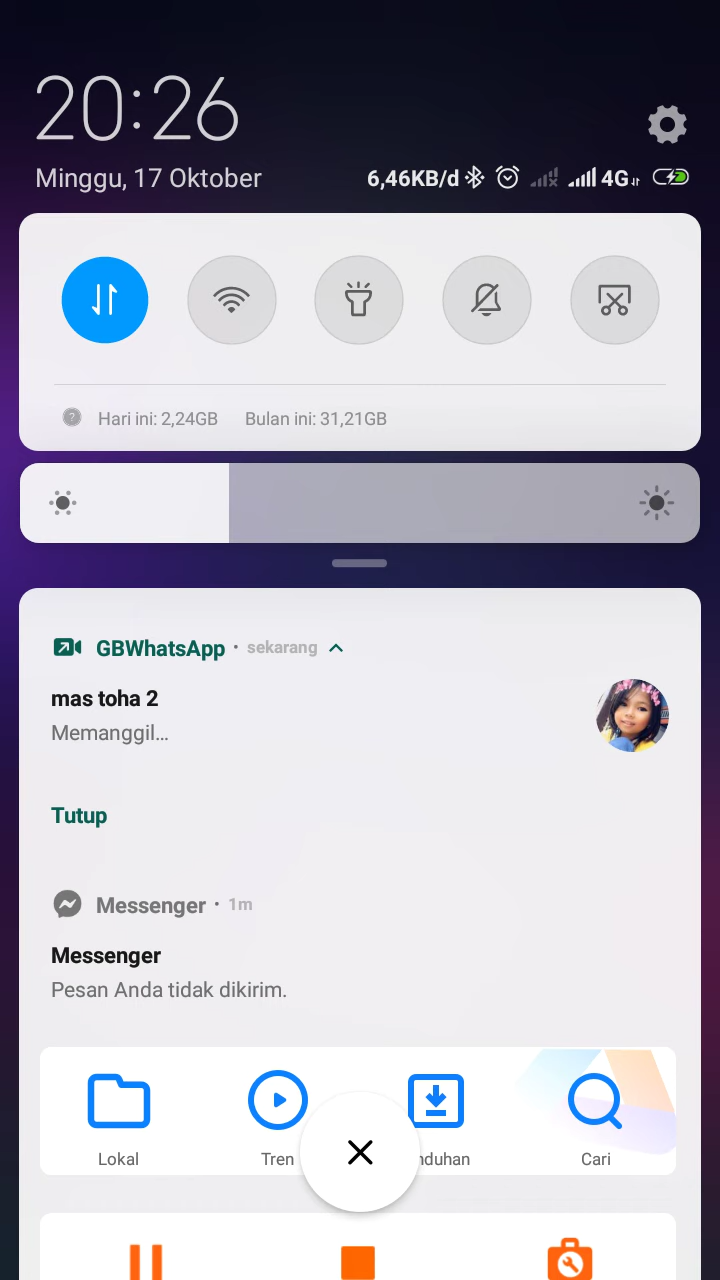 20:26
Minggu, 17 Oktober
6,46KB/d
4G
Hari ini: 2,24GB
Bulan ini: 31,21GB
GBWhatsApp • sekarang
mas toha 2
Memanggil...
Tutup
Messenger • 1m
Messenger
Pesan Anda tidak dikirim.
Lokal
Tren
nduhan
Cari